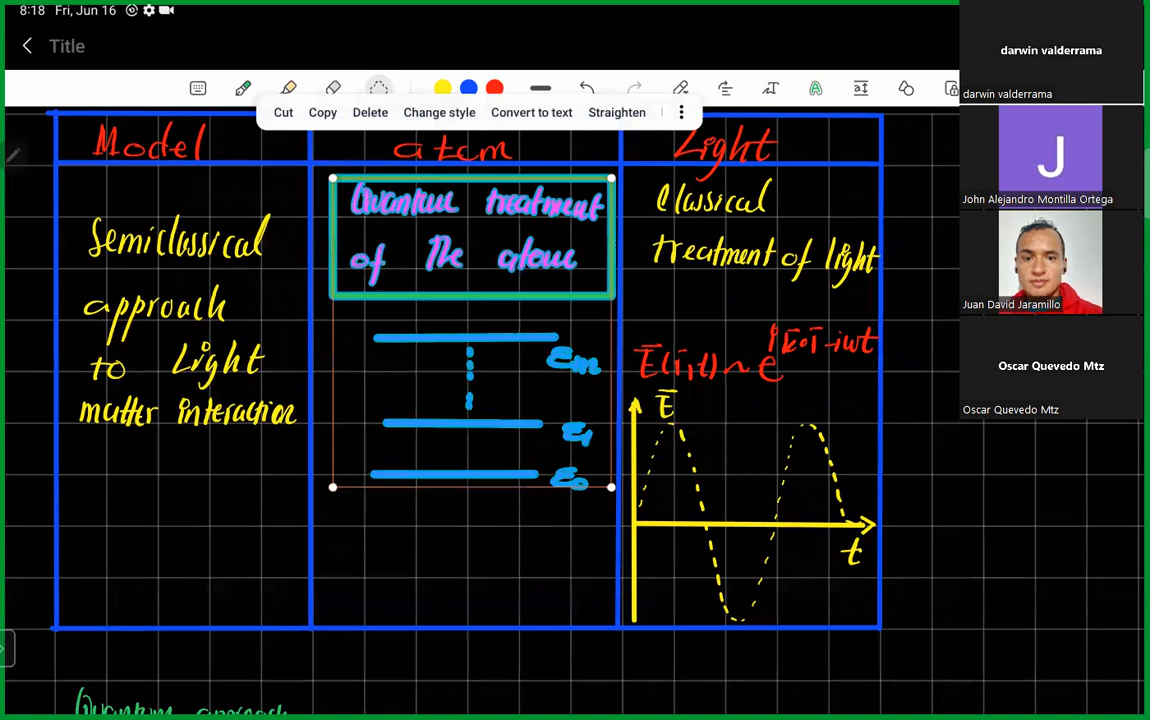 8:18 Fri, Jun 16
Title
Cut Copy Delete Change style Convert to text Straighten
Model
atom
Light
Semiclassical
approach
to Light
matter interaction
Quantum treatment
of The atom
Em
E1
E0
Classical
treatment of light
E̅(r̅,t) ~ e^ik̅·r̅-iwt
E̅
t
Quantum approach
darwin valderrama
darwin valderrama
J
John Alejandro Montilla Ortega
Juan David Jaramillo
Oscar Quevedo Mtz
Oscar Quevedo Mtz